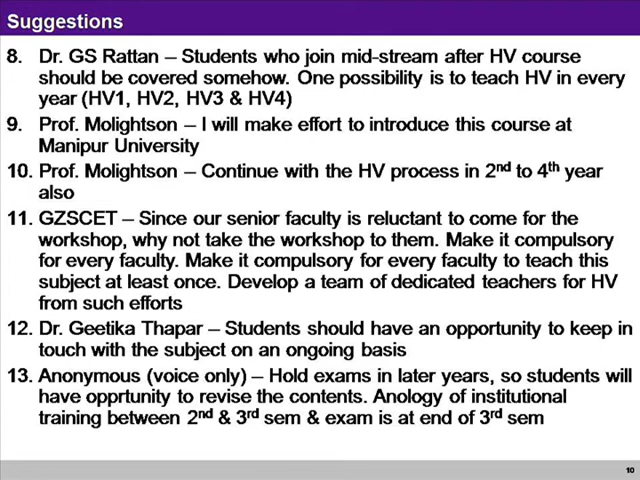 Suggestions
8. Dr. GS Rattan – Students who join mid-stream after HV course
should be covered somehow. One possibility is to teach HV in every
year (HV1, HV2, HV3 & HV4)
9. Prof. Molightson – I will make effort to introduce this course at
Manipur University
10. Prof. Molightson – Continue with the HV process in 2nd to 4th year
also
11. GZSCET – Since our senior faculty is reluctant to come for the
workshop, why not take the workshop to them. Make it compulsory
for every faculty. Make it compulsory for every faculty to teach this
subject at least once. Develop a team of dedicated teachers for HV
from such efforts
12. Dr. Geetika Thapar – Students should have an opportunity to keep in
touch with the subject on an ongoing basis
13. Anonymous (voice only) – Hold exams in later years, so students will
have opprtunity to revise the contents. Anology of institutional
training between 2nd & 3rd sem & exam is at end of 3rd sem
10